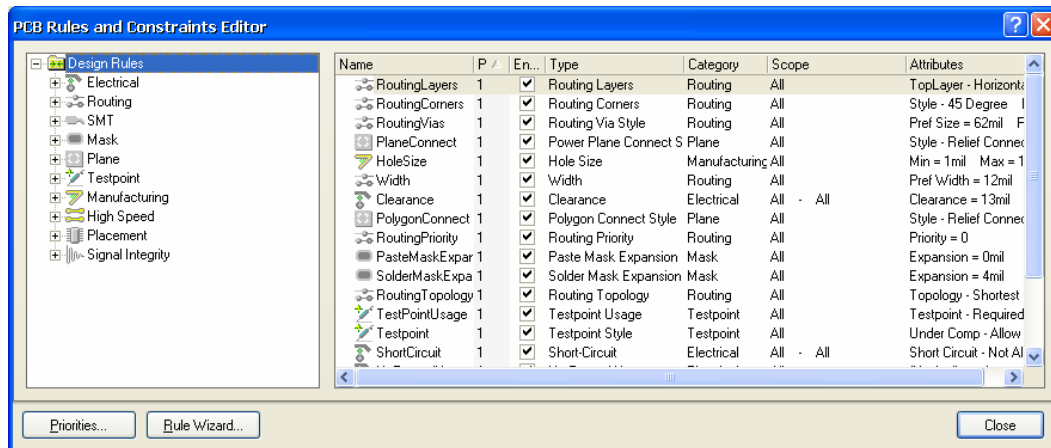 PCB Rules and Constraints Editor
Design Rules
Electrical
Routing
SMT
Mask
Plane
Testpoint
Manufacturing
High Speed
Placement
Signal Integrity
Name P En... Type Category Scope Attributes
RoutingLayers 1 Routing Layers Routing All TopLayer - Horizonta
RoutingCorners 1 Routing Corners Routing All Style - 45 Degree
RoutingVias 1 Routing Via Style Routing All Pref Size = 62mil F
PlaneConnect 1 Power Plane Connect S Plane All Style - Relief Connec
HoleSize 1 Hole Size Manufacturing All Min = 1mil Max = 1
Width 1 Width Routing All Pref Width = 12mil
Clearance 1 Clearance Electrical All - All Clearance = 13mil
PolygonConnect 1 Polygon Connect Style Plane All Style - Relief Connec
RoutingPriority 1 Routing Priority Routing All Priority = 0
PasteMaskExpar 1 Paste Mask Expansion Mask All Expansion = 0mil
SolderMaskExpa 1 Solder Mask Expansion Mask All Expansion = 4mil
RoutingTopology 1 Routing Topology Routing All Topology - Shortest
TestPointUsage 1 Testpoint Usage Testpoint All Testpoint - Required
Testpoint 1 Testpoint Style Testpoint All Under Comp - Allow
ShortCircuit 1 Short-Circuit Electrical All - All Short Circuit - Not Al
Priorities... Rule Wizard... Close